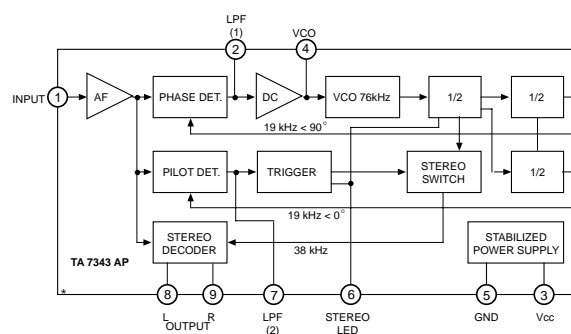 LPF
(1)
VCO
2
4
INPUT
1
AF
PHASE DET.
DC
VCO 76kHz
1/2
1/2
19 kHz < 90°
PILOT DET.
TRIGGER
STEREO
SWITCH
1/2
19 kHz < 0°
STEREO
DECODER
38 kHz
STABILIZED
POWER SUPPLY
TA 7343 AP
*
8
9
7
6
5
3
L
R
OUTPUT
LPF
(2)
STEREO
LED
GND
Vcc